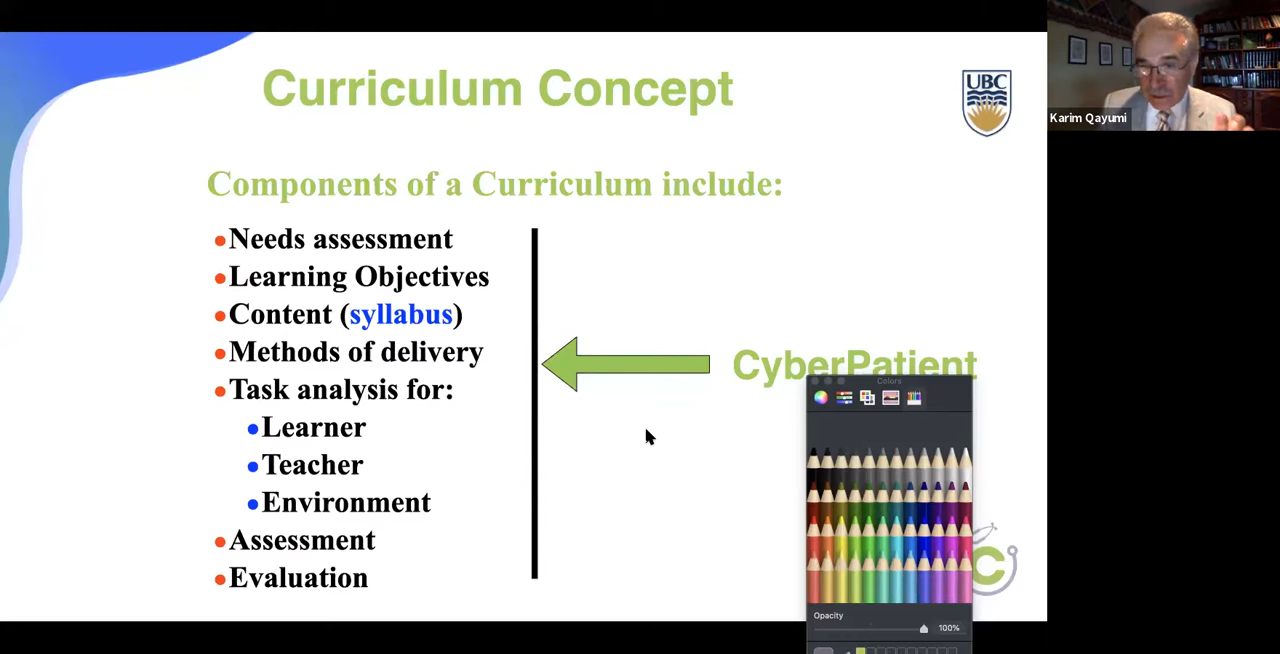 Curriculum Concept
UBC
Karim Qayumi
Components of a Curriculum include:
•Needs assessment
•Learning Objectives
•Content (syllabus)
•Methods of delivery
•Task analysis for:
•Learner
•Teacher
•Environment
•Assessment
•Evaluation
CyberPatient
Colors
C
Opacity
100%